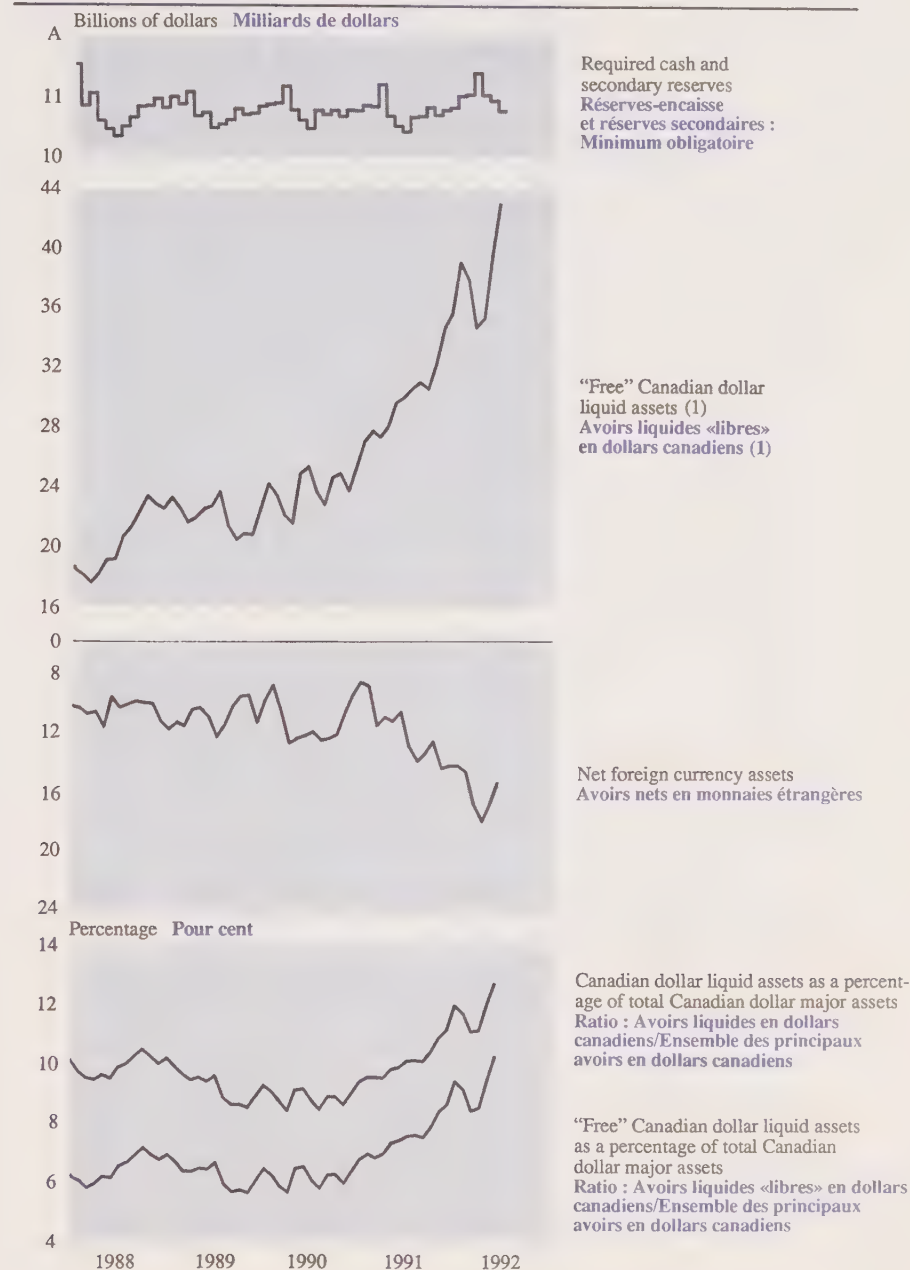 Billions of dollars Milliards de dollars
A
11
10
Required cash and
secondary reserves
Réserves-encaisse
et réserves secondaires :
Minimum obligatoire
44
40
36
32
28
24
20
16
"Free" Canadian dollar
liquid assets (1)
Avoirs liquides «libres»
en dollars canadiens (1)
0
8
12
16
20
24
Net foreign currency assets
Avoirs nets en monnaies étrangères
Percentage Pour cent
14
12
10
8
6
4
Canadian dollar liquid assets as a percent-
age of total Canadian dollar major assets
Ratio : Avoirs liquides en dollars
canadiens/Ensemble des principaux
avoirs en dollars canadiens
"Free" Canadian dollar liquid assets
as a percentage of total Canadian
dollar major assets
Ratio : Avoirs liquides «libres» en dollars
canadiens/Ensemble des principaux
avoirs en dollars canadiens
1988 1989 1990 1991 1992